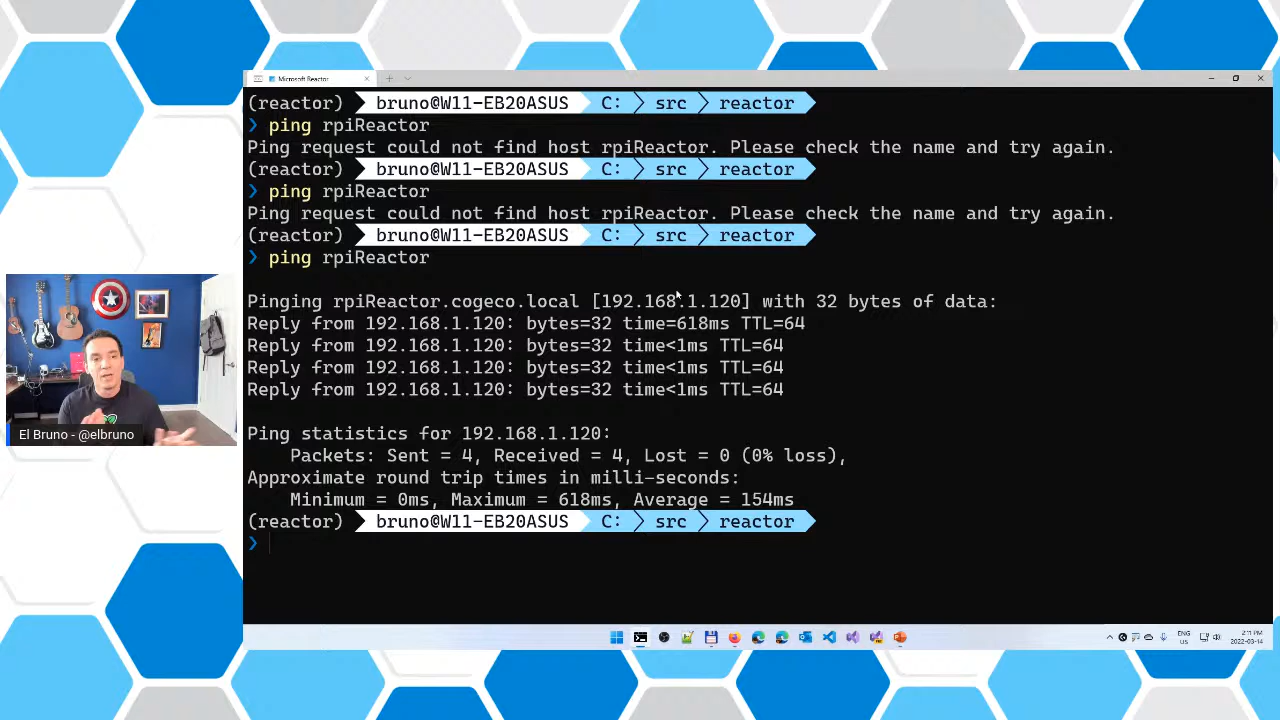 Microsoft Reactor
(reactor) bruno@W11-EB20ASUS C: src reactor
❯ ping rpiReactor
Ping request could not find host rpiReactor. Please check the name and try again.
(reactor) bruno@W11-EB20ASUS C: src reactor
❯ ping rpiReactor
Ping request could not find host rpiReactor. Please check the name and try again.
(reactor) bruno@W11-EB20ASUS C: src reactor
❯ ping rpiReactor
Pinging rpiReactor.cogeco.local [192.168.1.120] with 32 bytes of data:
Reply from 192.168.1.120: bytes=32 time=618ms TTL=64
Reply from 192.168.1.120: bytes=32 time<1ms TTL=64
Reply from 192.168.1.120: bytes=32 time<1ms TTL=64
Reply from 192.168.1.120: bytes=32 time<1ms TTL=64
Ping statistics for 192.168.1.120:
Packets: Sent = 4, Received = 4, Lost = 0 (0% loss),
Approximate round trip times in milli-seconds:
Minimum = 0ms, Maximum = 618ms, Average = 154ms
(reactor) bruno@W11-EB20ASUS C: src reactor
❯
El Bruno - @elbruno
ENG
US
2:11 PM
2022-03-14